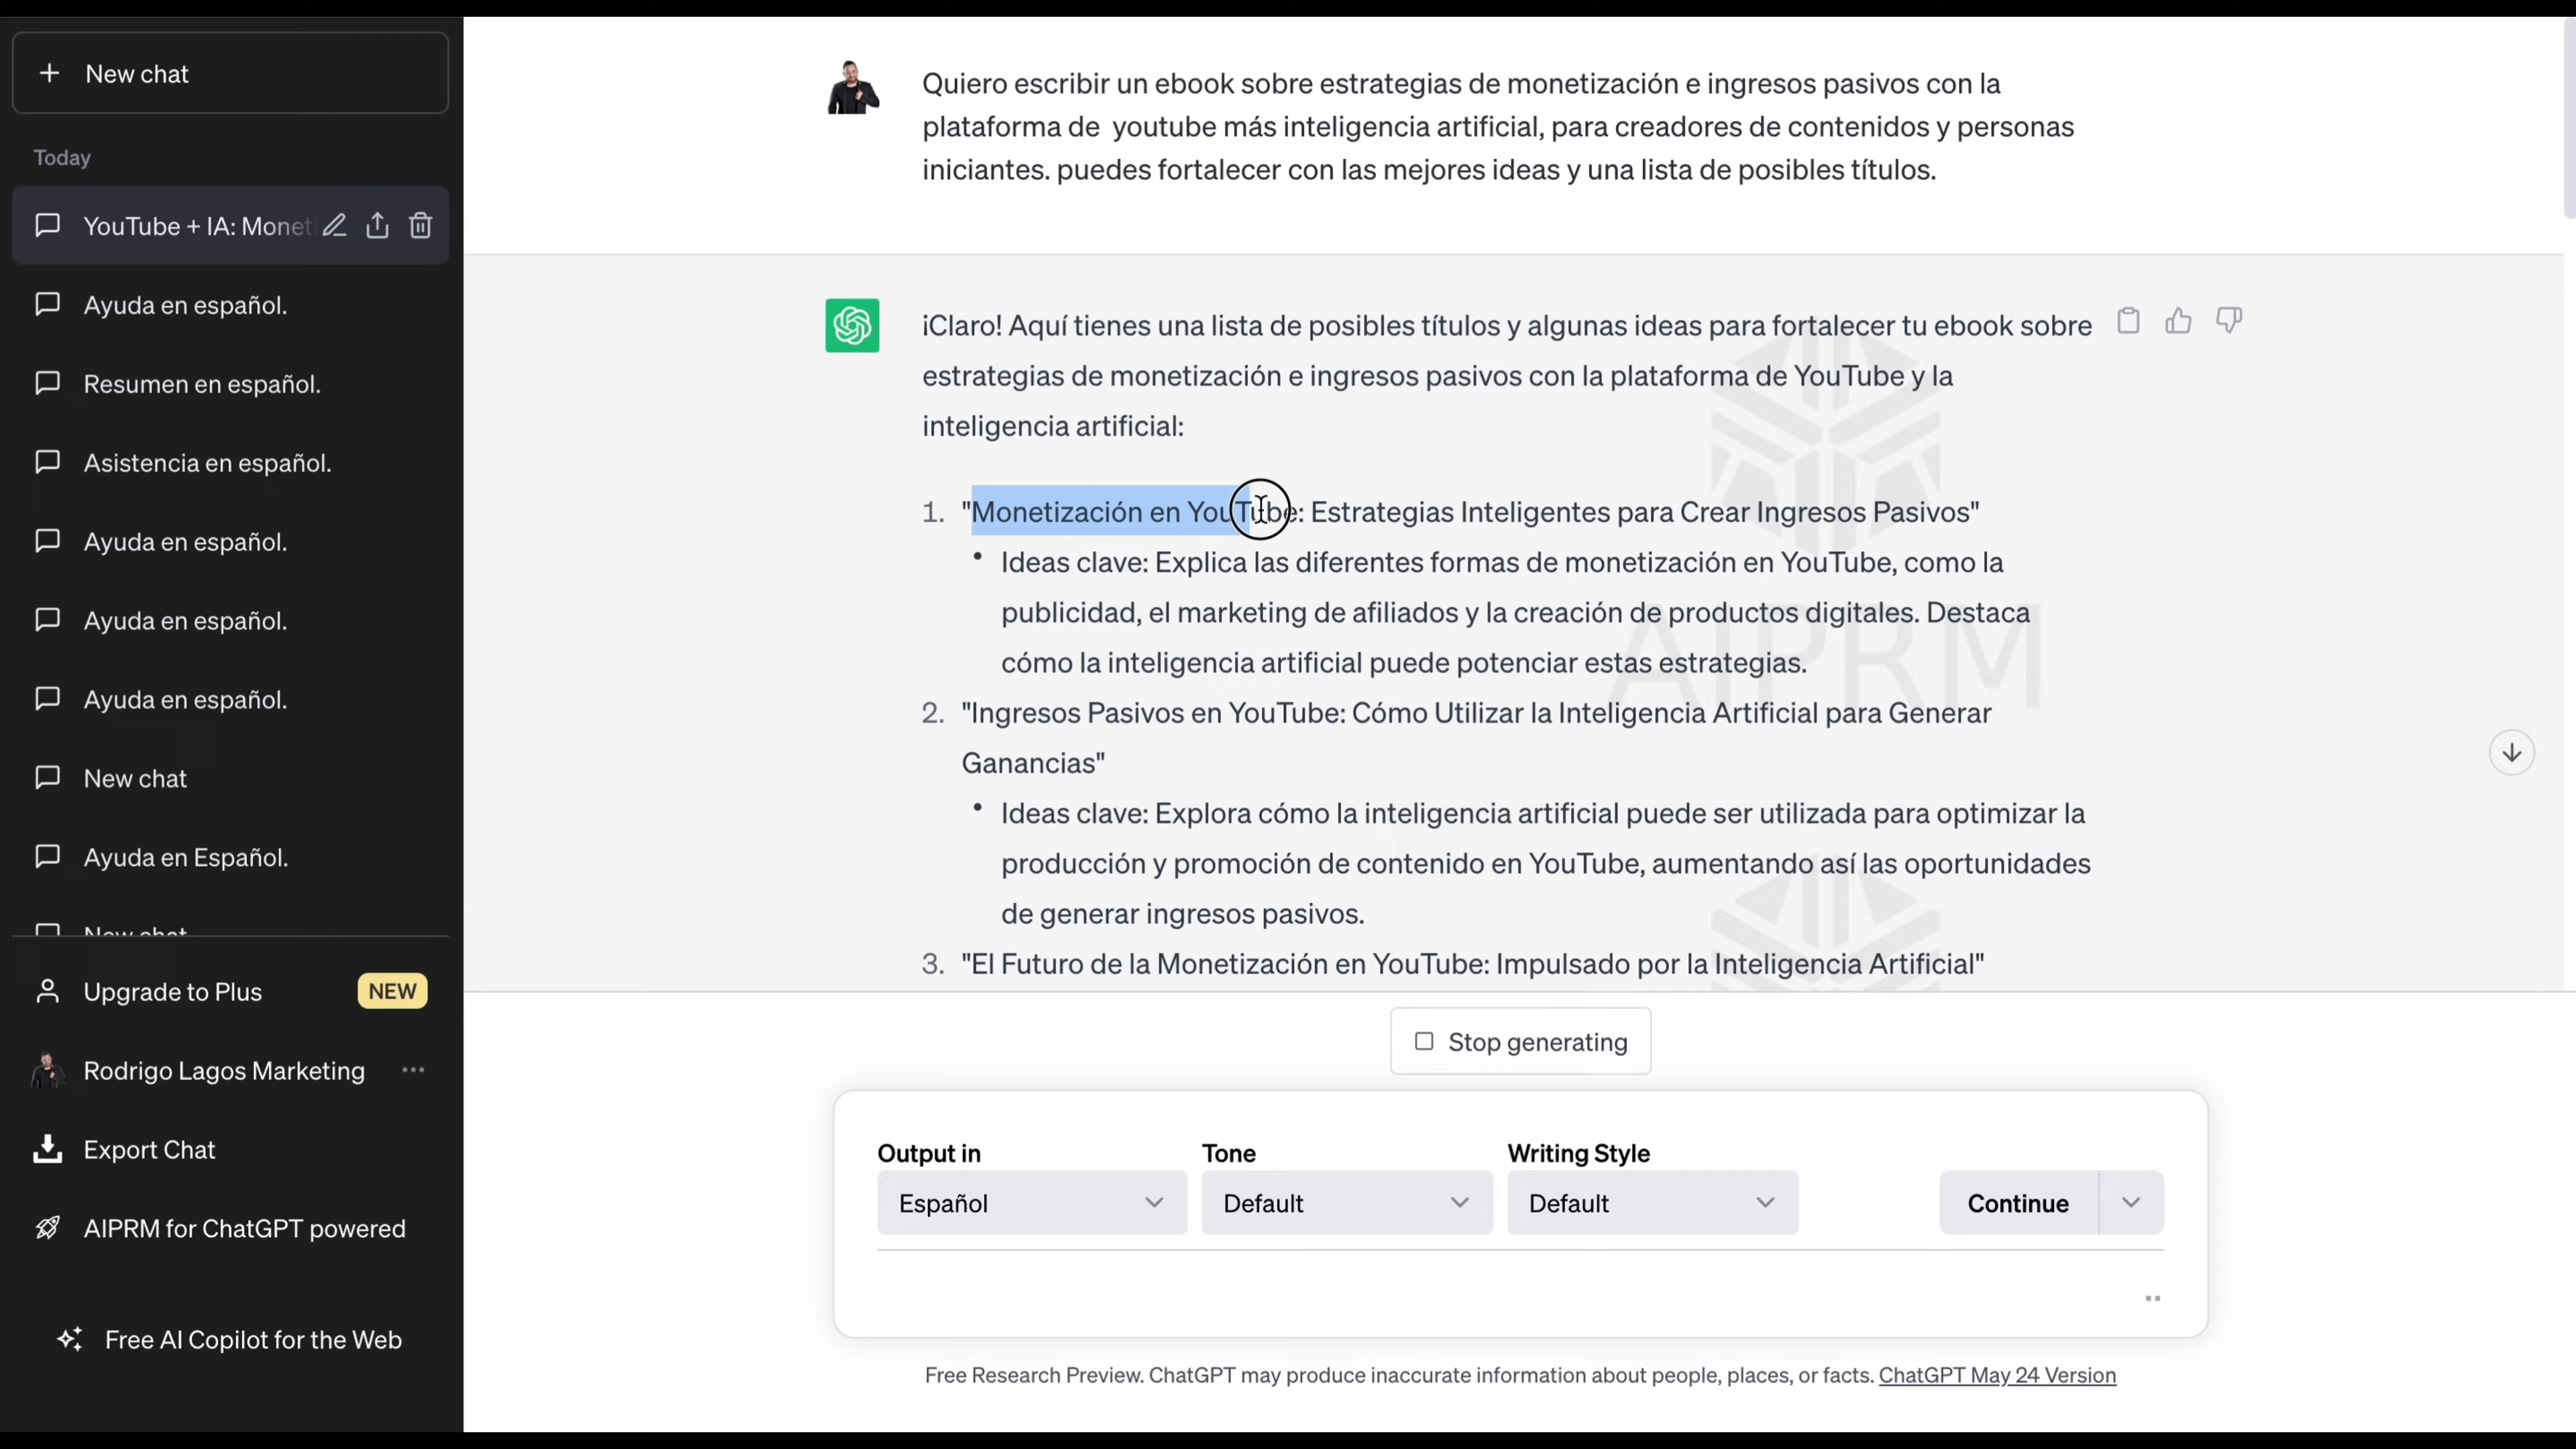 New chat
Today
YouTube + IA: Monet
Ayuda en español.
Resumen en español.
Asistencia en español.
Ayuda en español.
Ayuda en español.
Ayuda en español.
New chat
Ayuda en Español.
New chat
Upgrade to Plus NEW
Rodrigo Lagos Marketing
Export Chat
AIPRM for ChatGPT powered
Free AI Copilot for the Web
Quiero escribir un ebook sobre estrategias de monetización e ingresos pasivos con la
plataforma de youtube más inteligencia artificial, para creadores de contenidos y personas
iniciantes. puedes fortalecer con las mejores ideas y una lista de posibles títulos.
¡Claro! Aquí tienes una lista de posibles títulos y algunas ideas para fortalecer tu ebook sobre
estrategias de monetización e ingresos pasivos con la plataforma de YouTube y la
inteligencia artificial:
1. "Monetización en YouTube: Estrategias Inteligentes para Crear Ingresos Pasivos"
• Ideas clave: Explica las diferentes formas de monetización en YouTube, como la
publicidad, el marketing de afiliados y la creación de productos digitales. Destaca
cómo la inteligencia artificial puede potenciar estas estrategias.
AIPRM
2. "Ingresos Pasivos en YouTube: Cómo Utilizar la Inteligencia Artificial para Generar
Ganancias"
• Ideas clave: Explora cómo la inteligencia artificial puede ser utilizada para optimizar la
producción y promoción de contenido en YouTube, aumentando así las oportunidades
de generar ingresos pasivos.
3. "El Futuro de la Monetización en YouTube: Impulsado por la Inteligencia Artificial"
Stop generating
Output in Tone Writing Style
Español Default Default Continue
Free Research Preview. ChatGPT may produce inaccurate information about people, places, or facts. ChatGPT May 24 Version